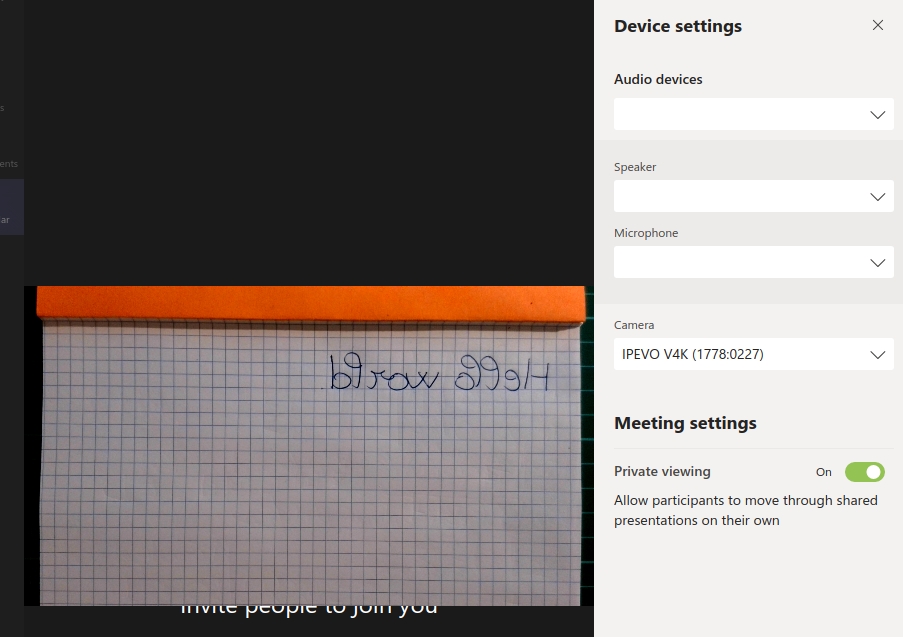 Device settings
Audio devices
Speaker
Microphone
Camera
IPEVO V4K (1778:0227)
Meeting settings
Private viewing
On
Allow participants to move through shared
presentations on their own
Hello world.
Invite people to join you
ents
ar
s